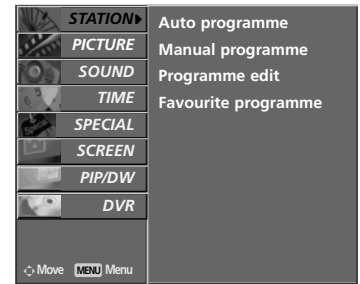 STATION
PICTURE
SOUND
TIME
SPECIAL
SCREEN
PIP/DW
DVR
Move MENU Menu
Auto programme
Manual programme
Programme edit
Favourite programme